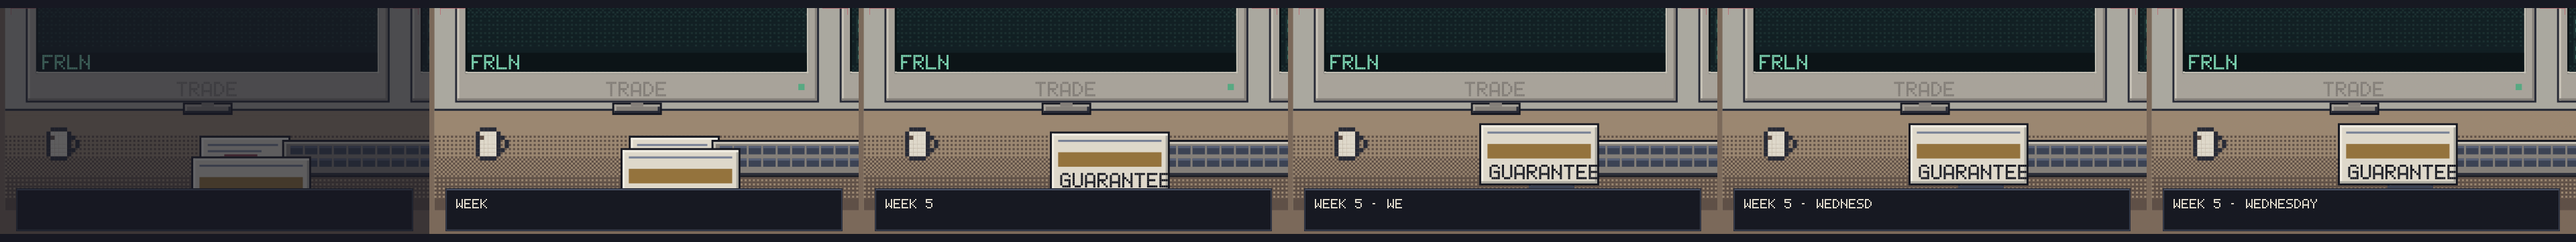 FRLN
TRADE
FRLN
TRADE
WEEK
FRLN
TRADE
GUARANTEE
WEEK 5
FRLN
TRADE
GUARANTEE
WEEK 5 - WE
FRLN
TRADE
GUARANTEE
WEEK 5 - WEDNESD
FRLN
TRADE
GUARANTEE
WEEK 5 - WEDNESDAY